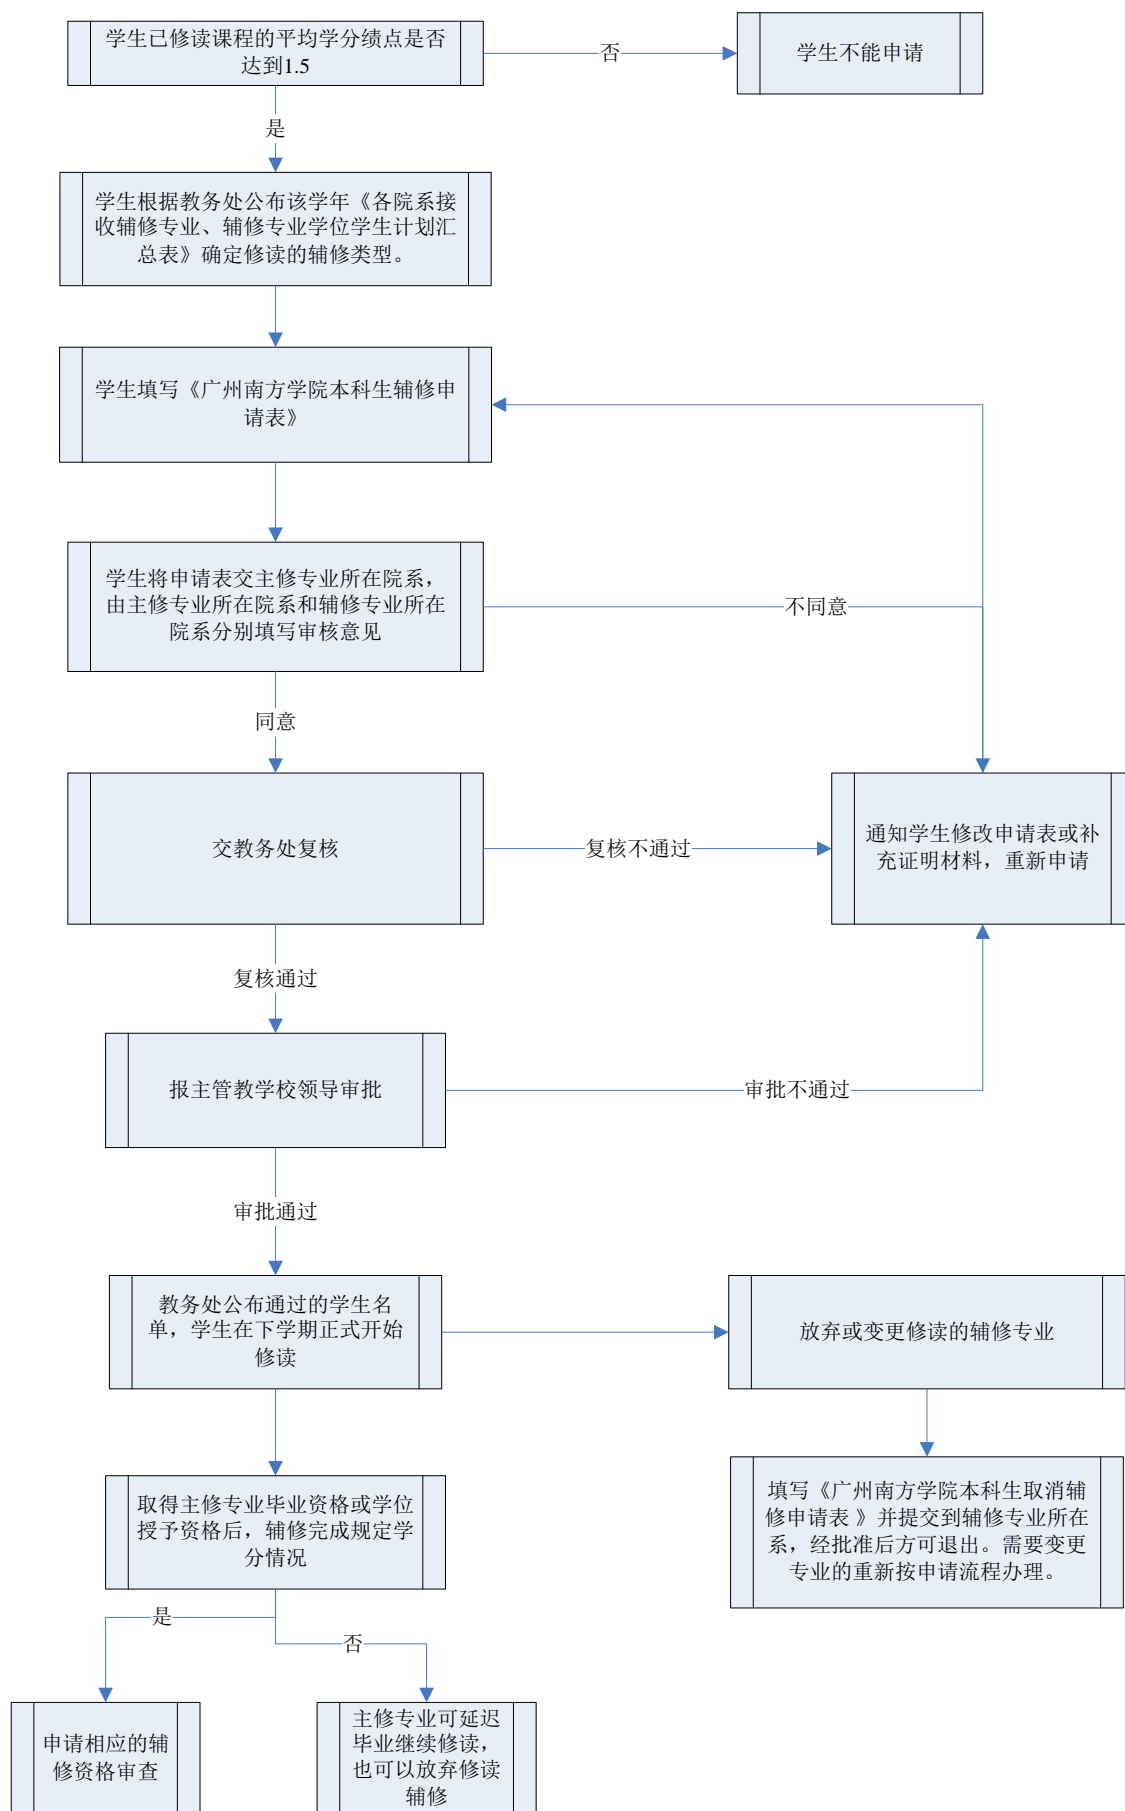 学生已修读课程的平均学分绩点是否
达到1.5
否
学生不能申请
是
学生根据教务处公布该学年《各院系接
收辅修专业、辅修专业学位学生计划汇
总表》确定修读的辅修类型。
学生填写《广州南方学院本科生辅修申
请表》
学生将申请表交主修专业所在院系，
由主修专业所在院系和辅修专业所在
院系分别填写审核意见
不同意
同意
交教务处复核
复核不通过
通知学生修改申请表或补
充证明材料，重新申请
复核通过
报主管教学校领导审批
审批不通过
审批通过
教务处公布通过的学生名
单，学生在下学期正式开始
修读
放弃或变更修读的辅修专业
填写《广州南方学院本科生取消辅
修申请表 》并提交到辅修专业所在
系，经批准后方可退出。需要变更
专业的重新按申请流程办理。
取得主修专业毕业资格或学位
授予资格后，辅修完成规定学
分情况
是
否
申请相应的辅
修资格审查
主修专业可延迟
毕业继续修读，
也可以放弃修读
辅修